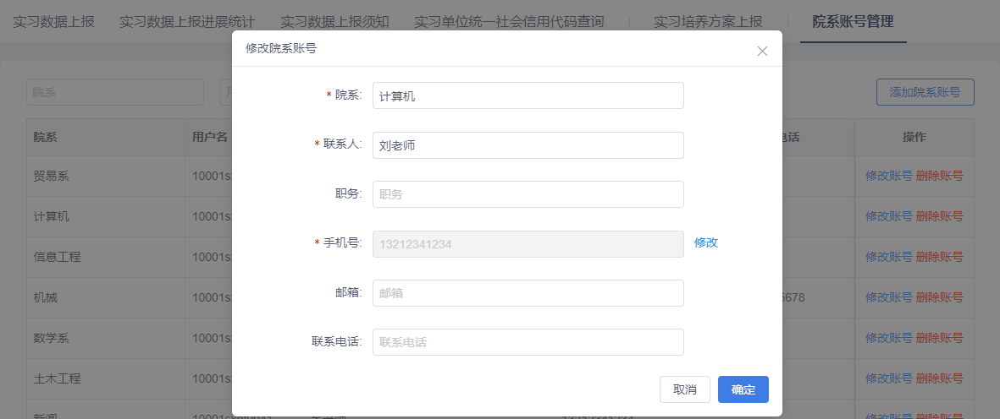 实习数据上报 实习数据上报进展统计 实习数据上报须知 实习单位统一社会信用代码查询 实习培养方案上报 院系账号管理
修改院系账号
院系 添加院系账号
* 院系: 计算机
院系 用户名 电话 操作
* 联系人: 刘老师
贸易系 修改账号 删除账号
职务: 职务
计算机 修改账号 删除账号
* 手机号: 13212341234 修改
信息工程 修改账号 删除账号
邮箱: 邮箱
机械 5678 修改账号 删除账号
数学系 修改账号 删除账号
联系电话: 联系电话
土木工程 修改账号 删除账号
取消 确定
新闻 修改账号 删除账号